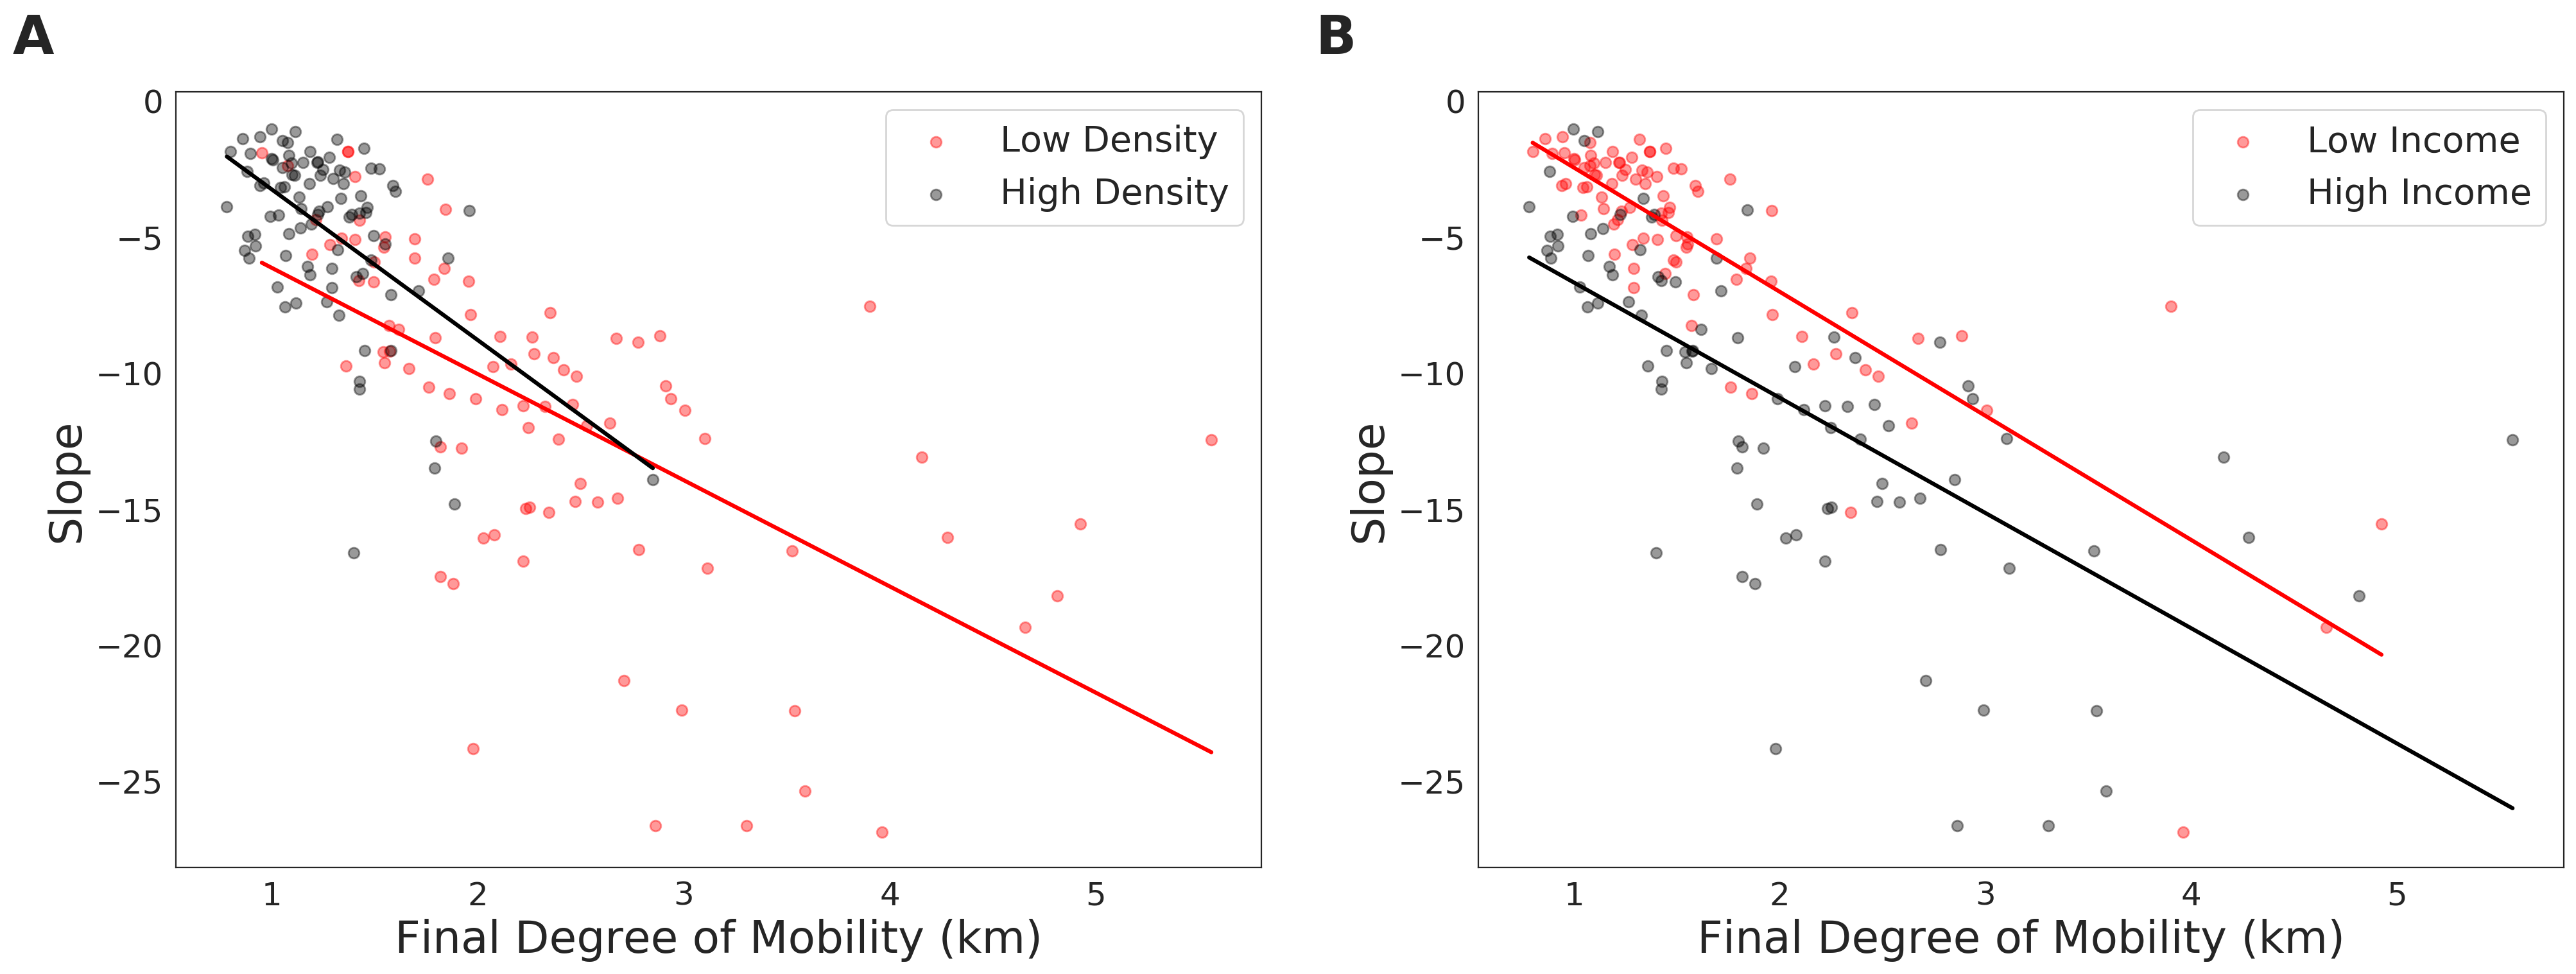 A
0
−5
−10
−15
−20
−25
Slope
1 2 3 4 5
Final Degree of Mobility (km)
Low Density
High Density
B
0
−5
−10
−15
−20
−25
Slope
1 2 3 4 5
Final Degree of Mobility (km)
Low Income
High Income